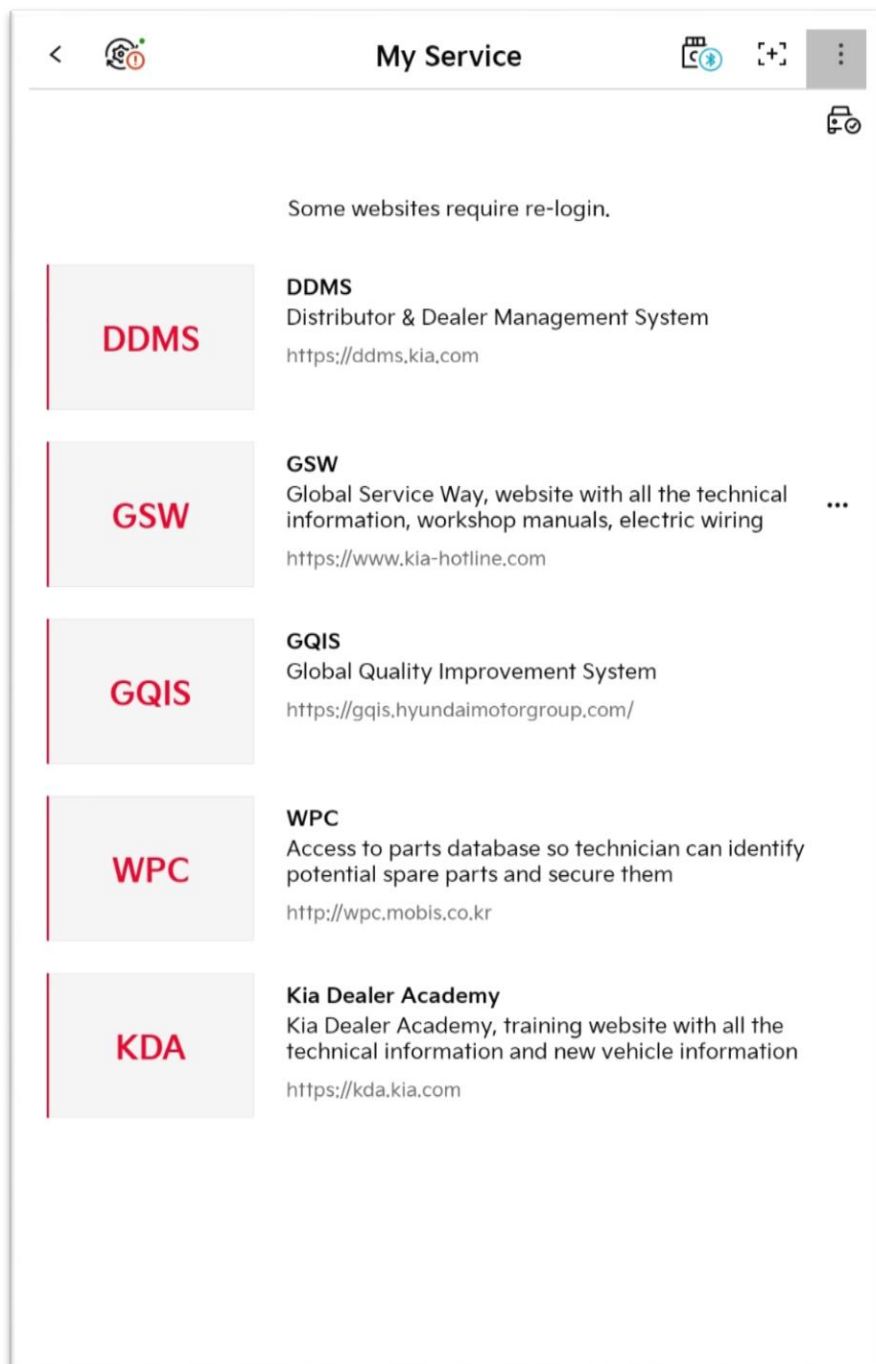 My Service
Some websites require re-login.
DDMS
DDMS
Distributor & Dealer Management System
https://ddms.kia.com
GSW
GSW
Global Service Way, website with all the technical
information, workshop manuals, electric wiring
https://www.kia-hotline.com
GQIS
GQIS
Global Quality Improvement System
https://gqis.hyundaimotorgroup.com/
WPC
WPC
Access to parts database so technician can identify
potential spare parts and secure them
http://wpc.mobis.co.kr
KDA
Kia Dealer Academy
Kia Dealer Academy, training website with all the
technical information and new vehicle information
https://kda.kia.com